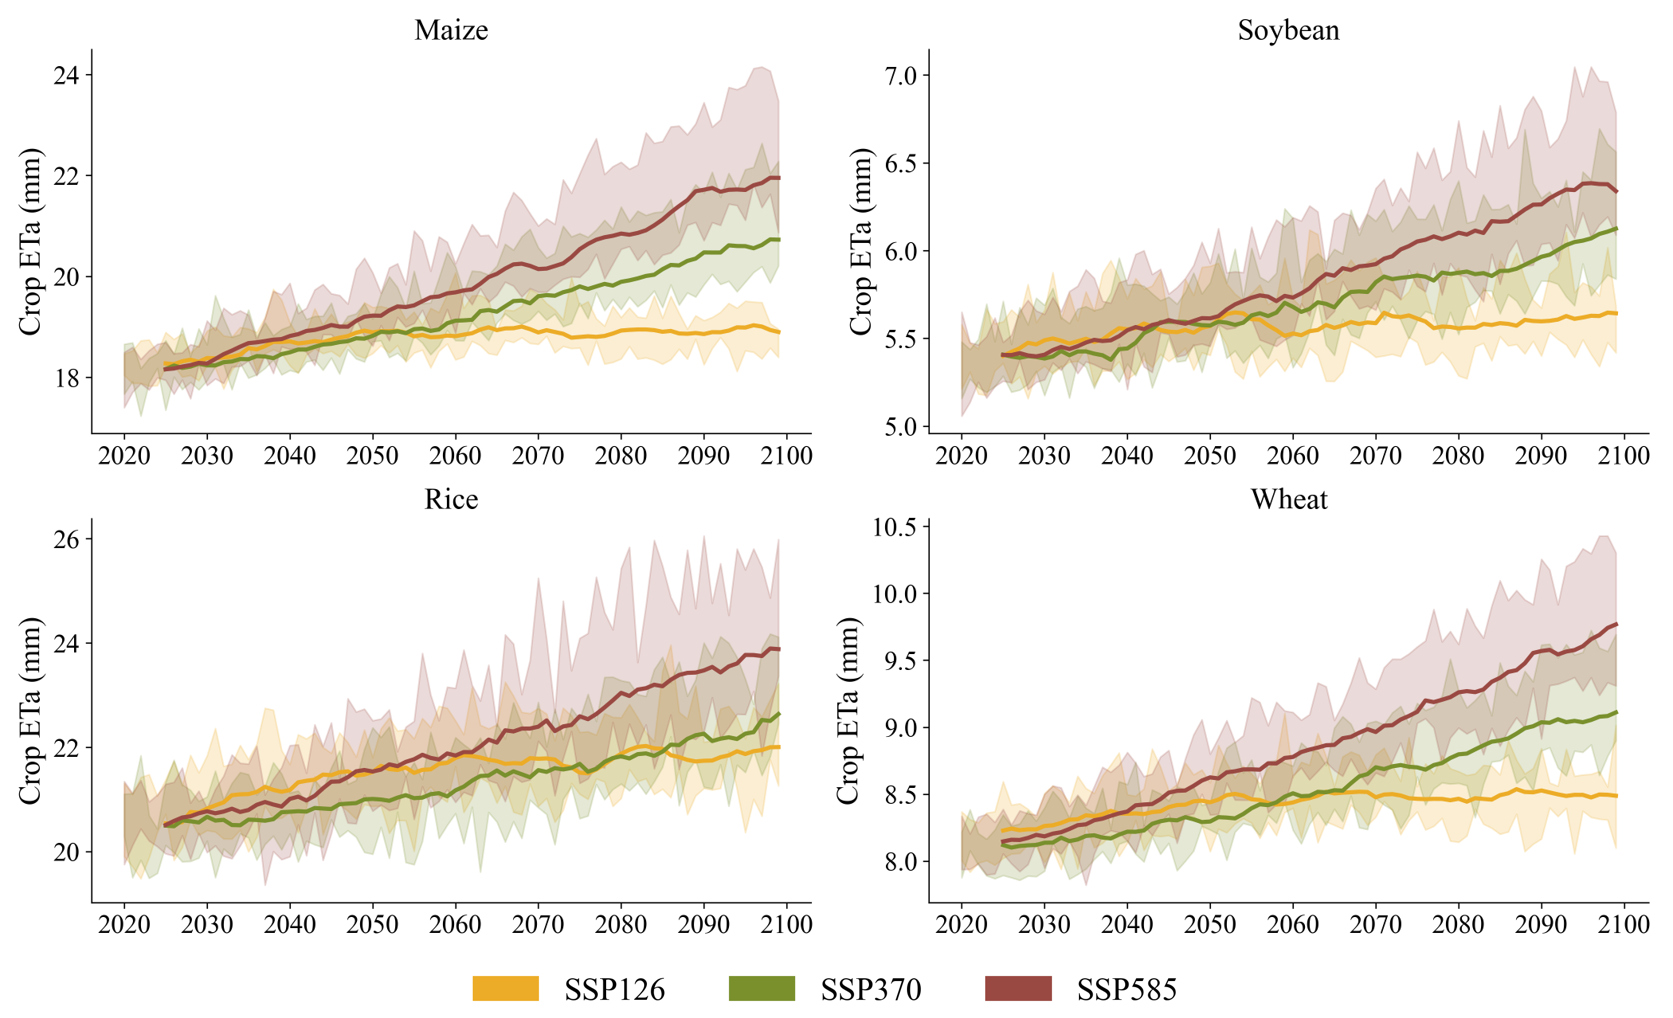 Maize
Crop ETa (mm)
24
22
20
18
2020 2030 2040 2050 2060 2070 2080 2090 2100
Soybean
Crop ETa (mm)
7.0
6.5
6.0
5.5
5.0
2020 2030 2040 2050 2060 2070 2080 2090 2100
Rice
Crop ETa (mm)
26
24
22
20
2020 2030 2040 2050 2060 2070 2080 2090 2100
Wheat
Crop ETa (mm)
10.5
10.0
9.5
9.0
8.5
8.0
2020 2030 2040 2050 2060 2070 2080 2090 2100
SSP126 SSP370 SSP585